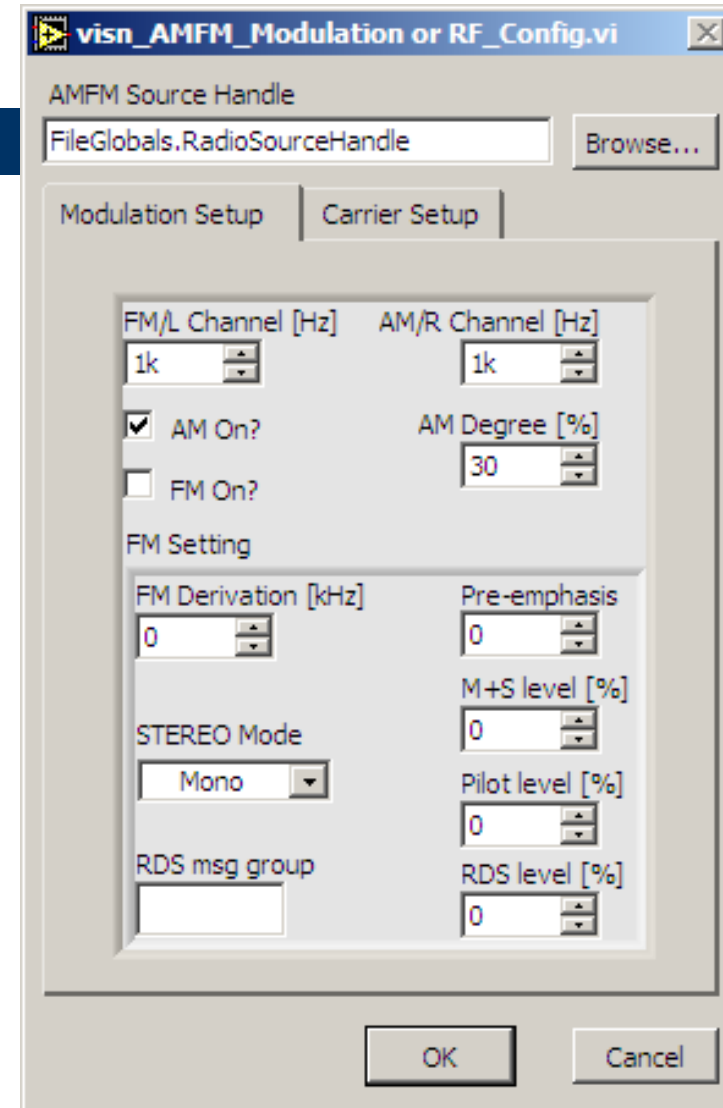 visn_AMFM_Modulation or RF_Config.vi
AMFM Source Handle
FileGlobals.RadioSourceHandle
Browse...
Modulation Setup
Carrier Setup
FM/L Channel [Hz]
AM/R Channel [Hz]
1k
1k
AM On?
AM Degree [%]
30
FM On?
FM Setting
FM Derivation [kHz]
Pre-emphasis
0
0
M+S level [%]
0
STEREO Mode
Mono
Pilot level [%]
0
RDS msg group
RDS level [%]
0
OK
Cancel